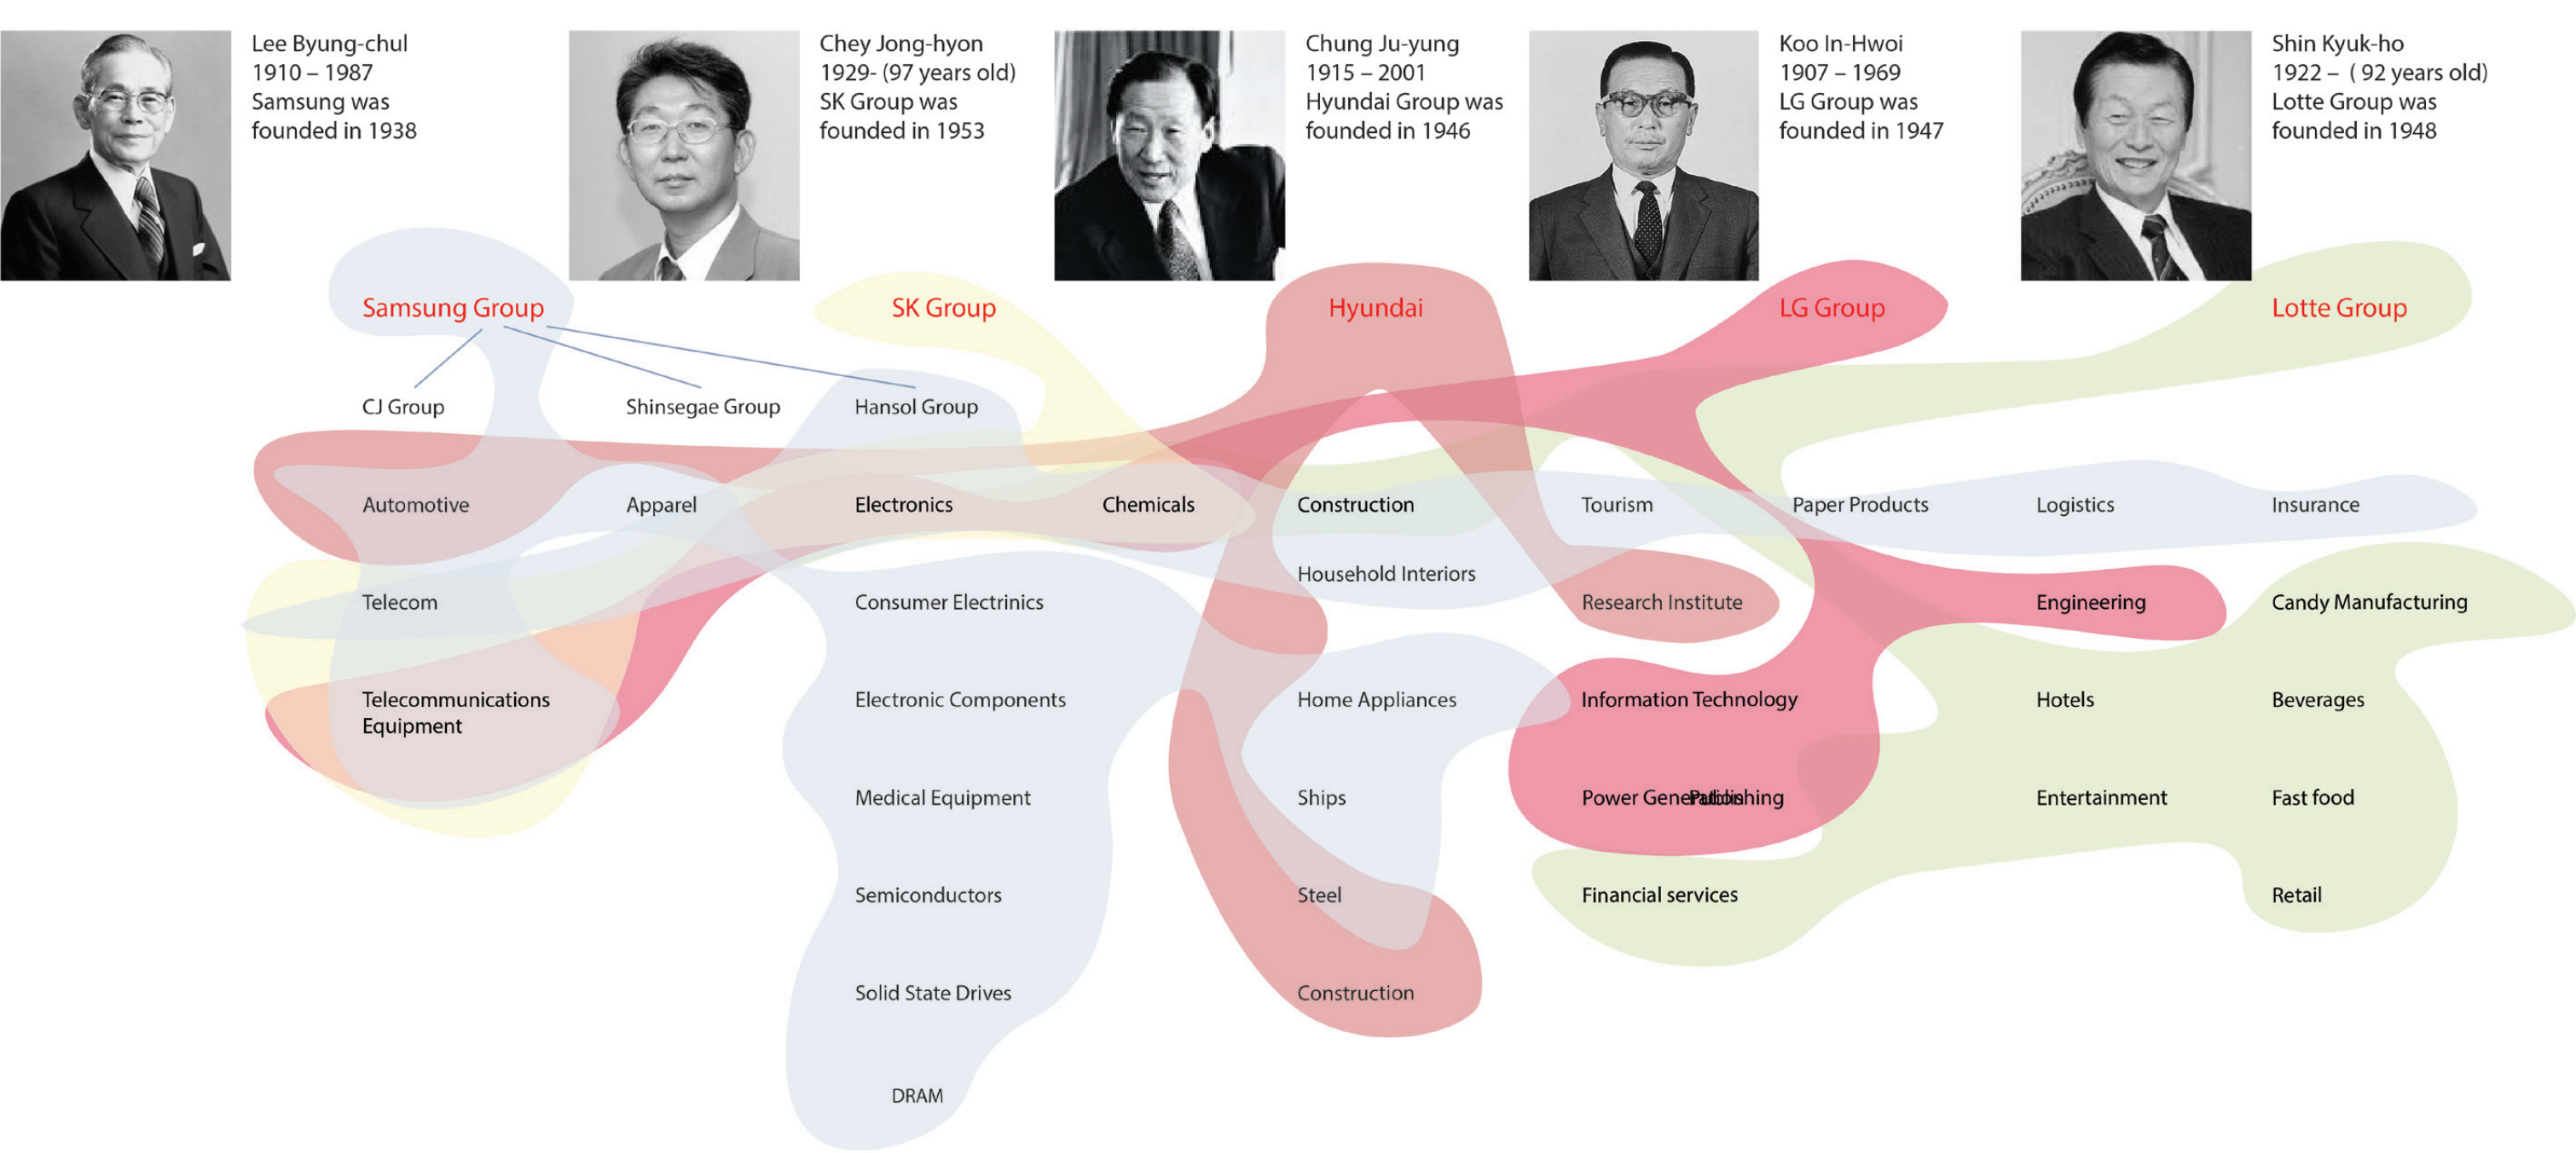 Lee Byung-chul
1910 – 1987
Samsung was
founded in 1938
Chey Jong-hyon
1929- (97 years old)
SK Group was
founded in 1953
Chung Ju-yung
1915 – 2001
Hyundai Group was
founded in 1946
Koo In-Hwoi
1907 – 1969
LG Group was
founded in 1947
Shin Kyuk-ho
1922 – ( 92 years old)
Lotte Group was
founded in 1948
Samsung Group
SK Group
Hyundai
LG Group
Lotte Group
CJ Group
Shinsegae Group
Hansol Group
Automotive
Apparel
Electronics
Chemicals
Construction
Tourism
Paper Products
Logistics
Insurance
Household Interiors
Telecom
Consumer Electrinics
Research Institute
Engineering
Candy Manufacturing
Telecommunications
Equipment
Electronic Components
Home Appliances
Information Technology
Hotels
Beverages
Medical Equipment
Ships
Power Generation
Publishing
Entertainment
Fast food
Semiconductors
Steel
Financial services
Retail
Solid State Drives
Construction
DRAM